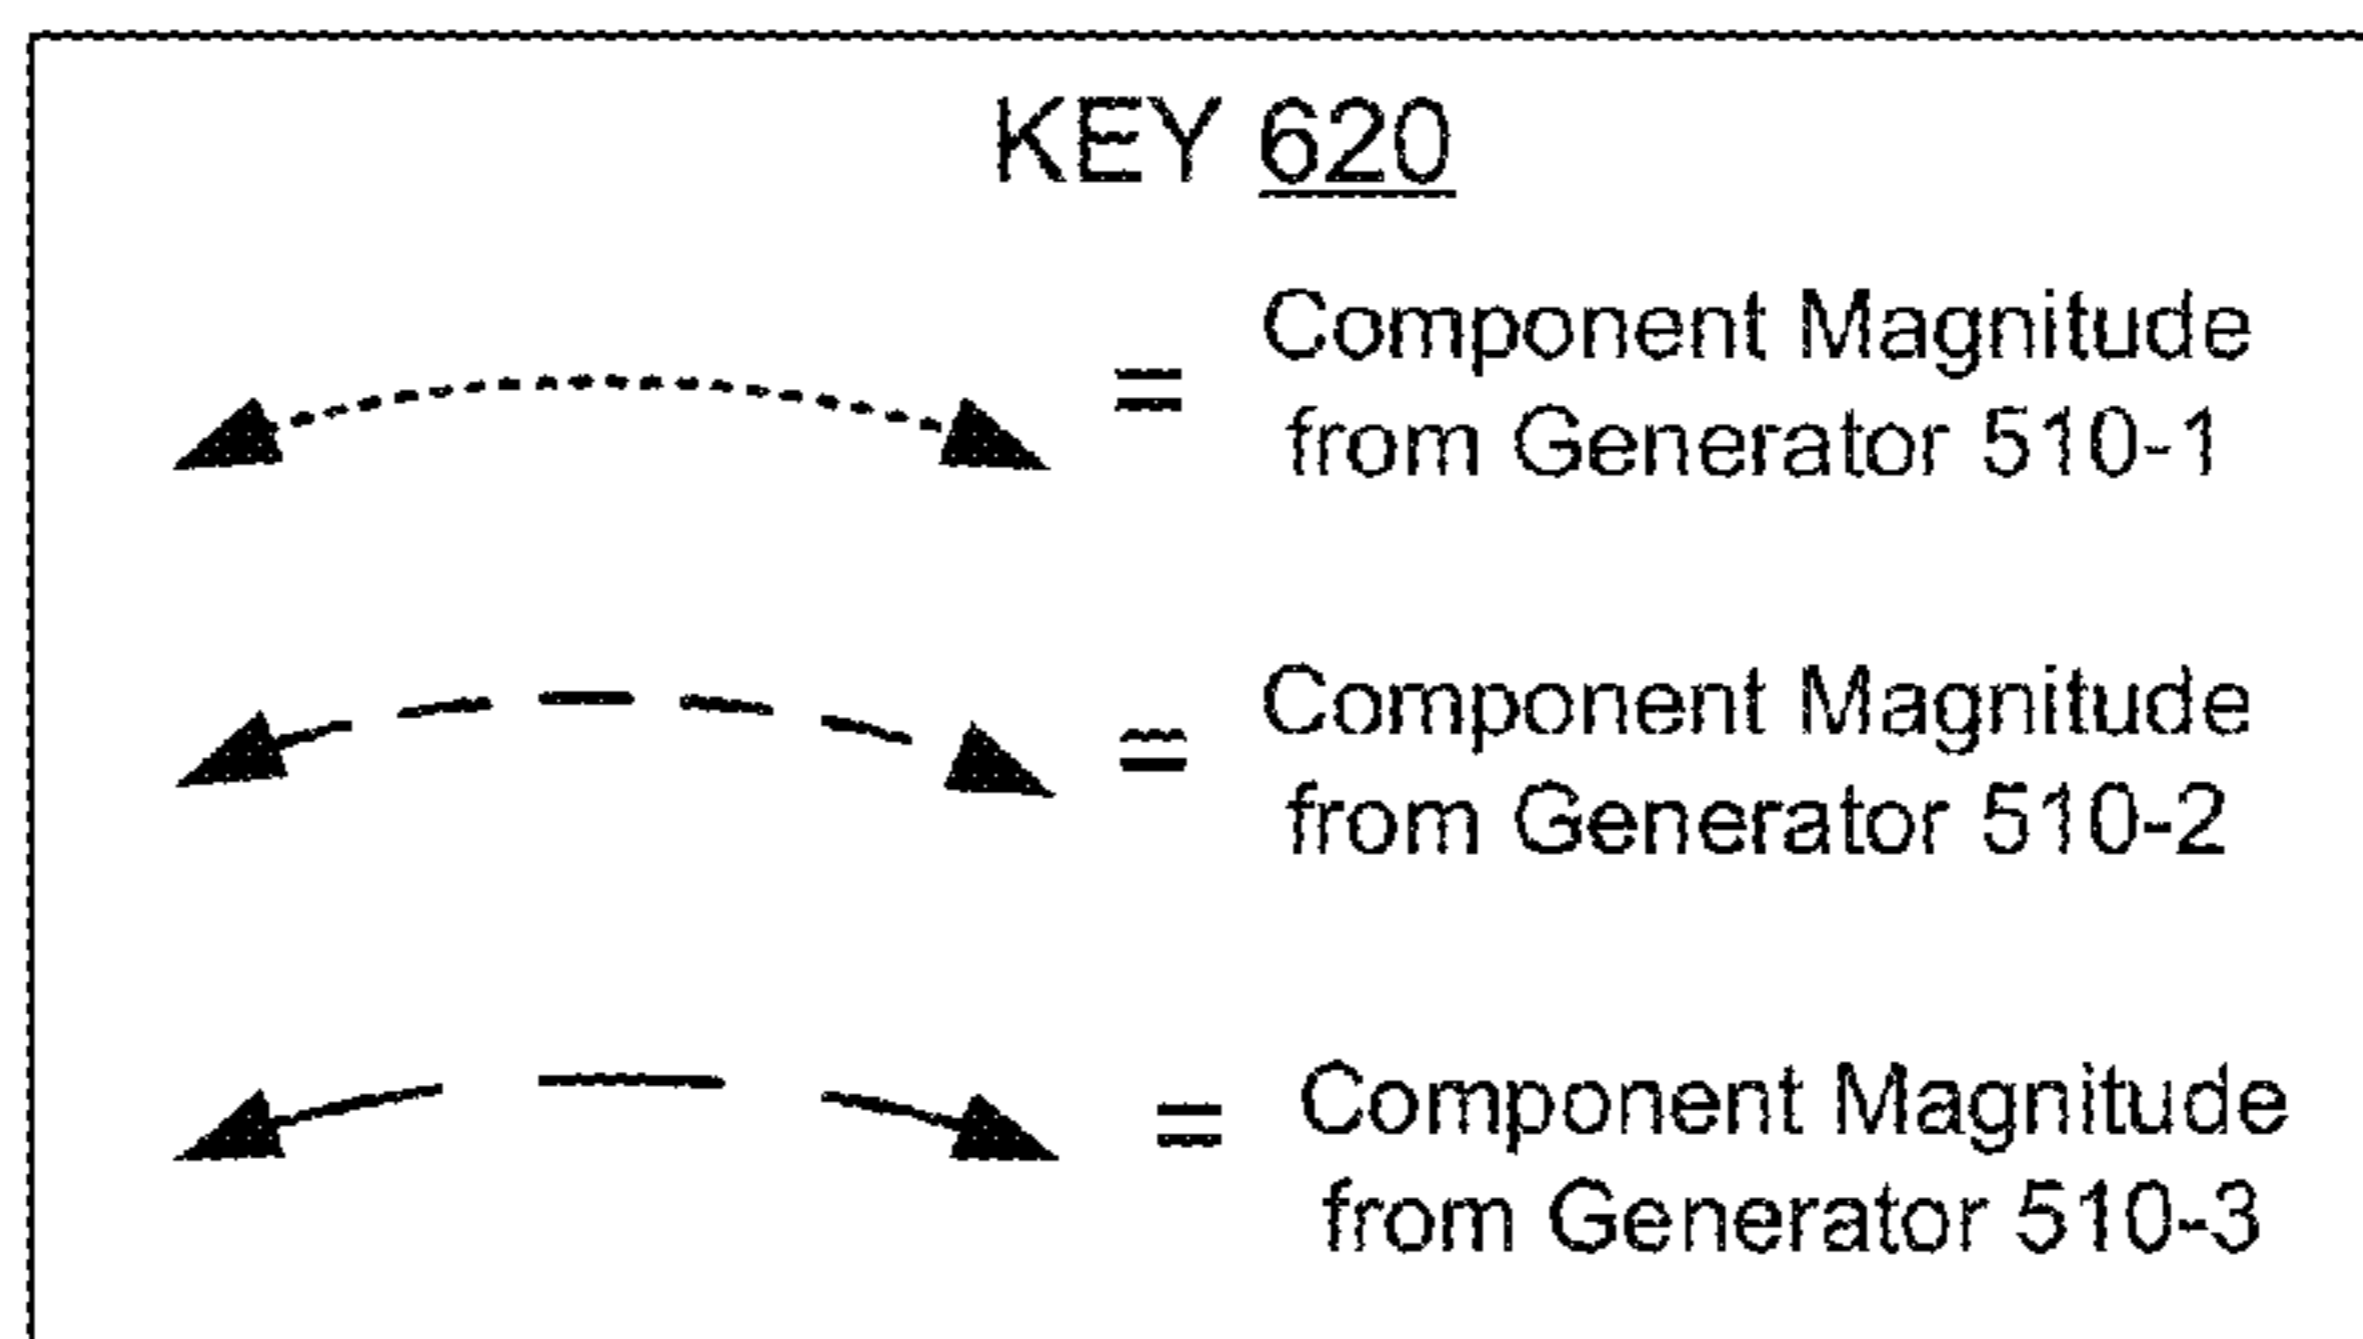 KEY 620
= Component Magnitude
from Generator 510-1
= Component Magnitude
from Generator 510-2
= Component Magnitude
from Generator 510-3